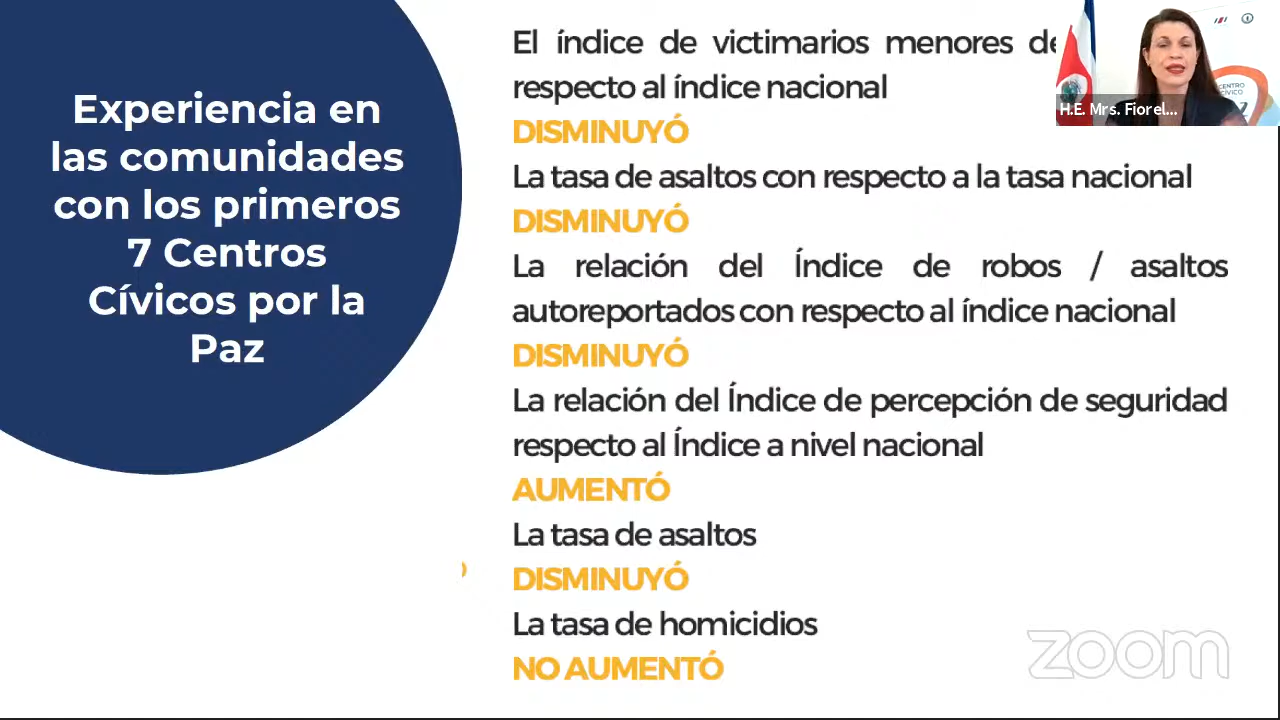 Experiencia en
las comunidades
con los primeros
7 Centros
Cívicos por la
Paz
El índice de victimarios menores de
respecto al índice nacional
DISMINUYÓ
La tasa de asaltos con respecto a la tasa nacional
DISMINUYÓ
La relación del Índice de robos / asaltos
autoreportados con respecto al índice nacional
DISMINUYÓ
La relación del Índice de percepción de seguridad
respecto al Índice a nivel nacional
AUMENTÓ
La tasa de asaltos
DISMINUYÓ
La tasa de homicidios
NO AUMENTÓ
CENTRO
CÍVICO
H.E. Mrs. Fiorel...
zoom